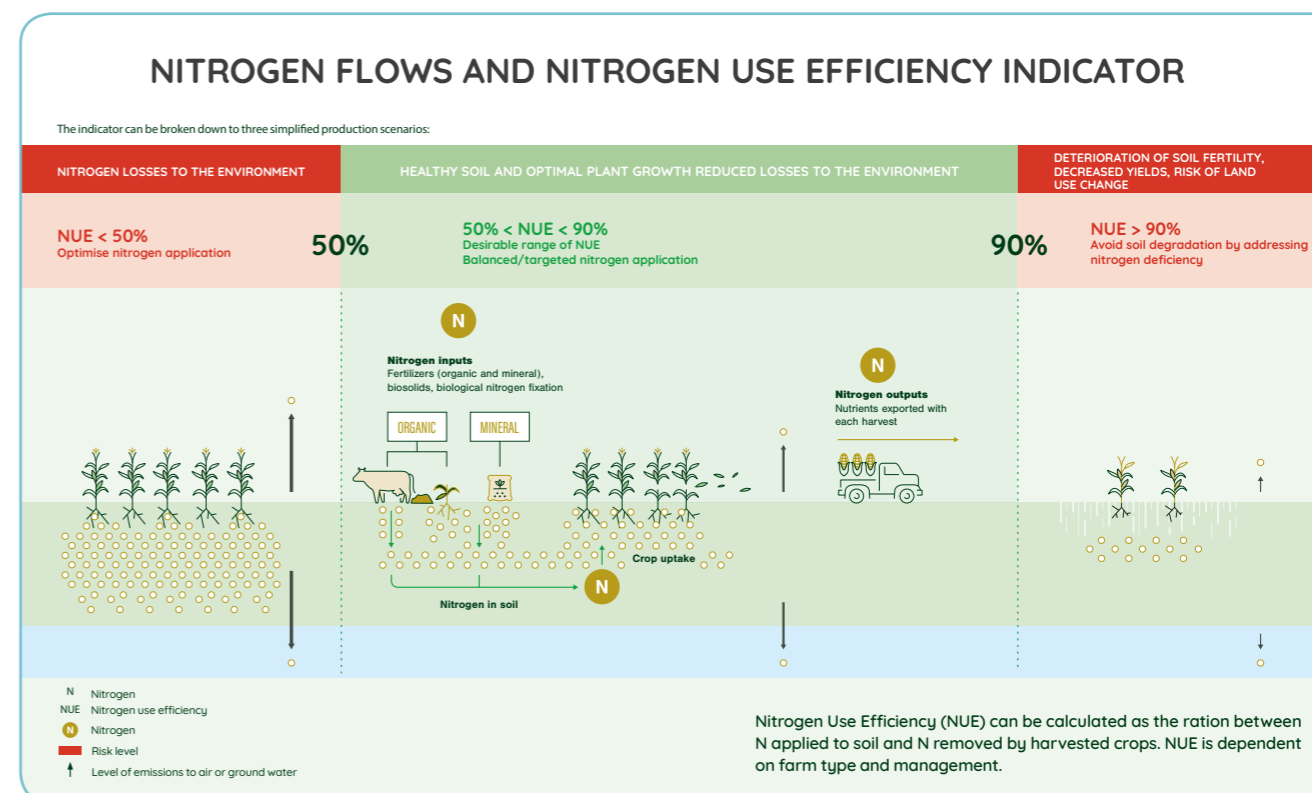 NITROGEN FLOWS AND NITROGEN USE EFFICIENCY INDICATOR
The indicator can be broken down to three simplified production scenarios:
NITROGEN LOSSES TO THE ENVIRONMENT
HEALTHY SOIL AND OPTIMAL PLANT GROWTH REDUCED LOSSES TO THE ENVIRONMENT
DETERIORATION OF SOIL FERTILITY,
DECREASED YIELDS, RISK OF LAND
USE CHANGE
NUE < 50%
Optimise nitrogen application
50%
50% < NUE < 90%
Desirable range of NUE
Balanced/targeted nitrogen application
90%
NUE > 90%
Avoid soil degradation by addressing
nitrogen deficiency
N
Nitrogen inputs
Fertilizers (organic and mineral),
biosolids, biological nitrogen fixation
ORGANIC
MINERAL
N
Nitrogen outputs
Nutrients exported with
each harvest
Crop uptake
N
Nitrogen in soil
N Nitrogen
NUE Nitrogen use efficiency
N Nitrogen
Risk level
Level of emissions to air or ground water
Nitrogen Use Efficiency (NUE) can be calculated as the ration between
N applied to soil and N removed by harvested crops. NUE is dependent
on farm type and management.